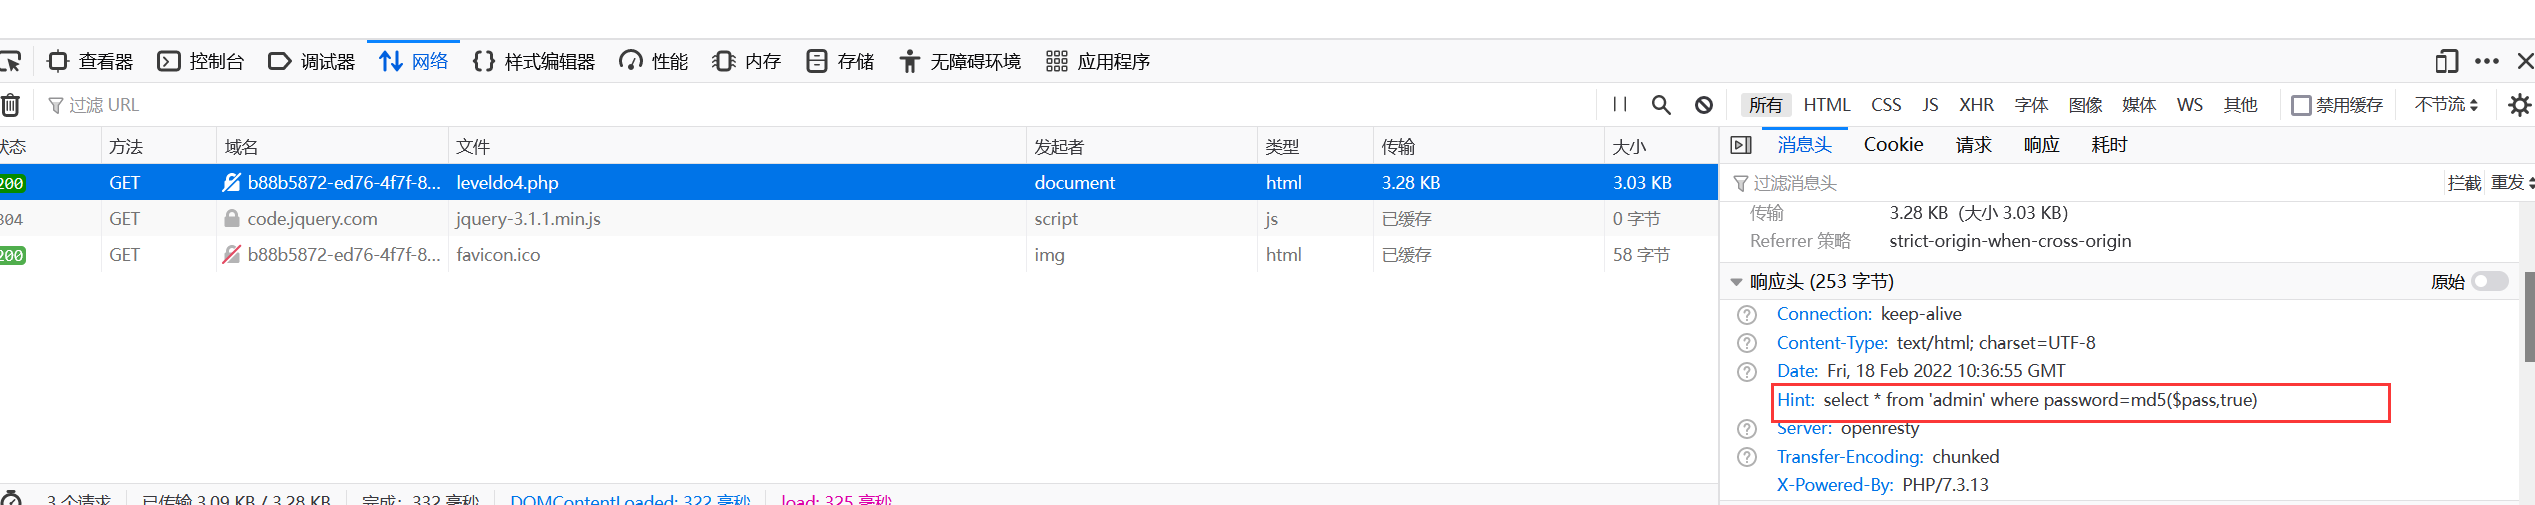 查看器 控制台 调试器 网络 {} 样式编辑器 性能 内存 存储 无障碍环境 应用程序
过滤 URL 所有 HTML CSS JS XHR 字体 图像 媒体 WS 其他 禁用缓存 不节流
状态 方法 域名 文件 发起者 类型 传输 大小
200 GET b88b5872-ed76-4f7f-8... leveldo4.php document html 3.28 KB 3.03 KB
304 GET code.jquery.com jquery-3.1.1.min.js script js 已缓存 0 字节
200 GET b88b5872-ed76-4f7f-8... favicon.ico img html 已缓存 58 字节
3 个请求 已传输 3.09 KB / 3.28 KB 完成：332 毫秒 DOMContentLoaded: 322 毫秒 load: 325 毫秒
消息头 Cookie 请求 响应 耗时
过滤消息头 拦截 重发
传输 3.28 KB（大小 3.03 KB）
Referrer 策略 strict-origin-when-cross-origin
响应头 (253 字节) 原始
Connection: keep-alive
Content-Type: text/html; charset=UTF-8
Date: Fri, 18 Feb 2022 10:36:55 GMT
Hint: select * from 'admin' where password=md5($pass,true)
Server: openresty
Transfer-Encoding: chunked
X-Powered-By: PHP/7.3.13